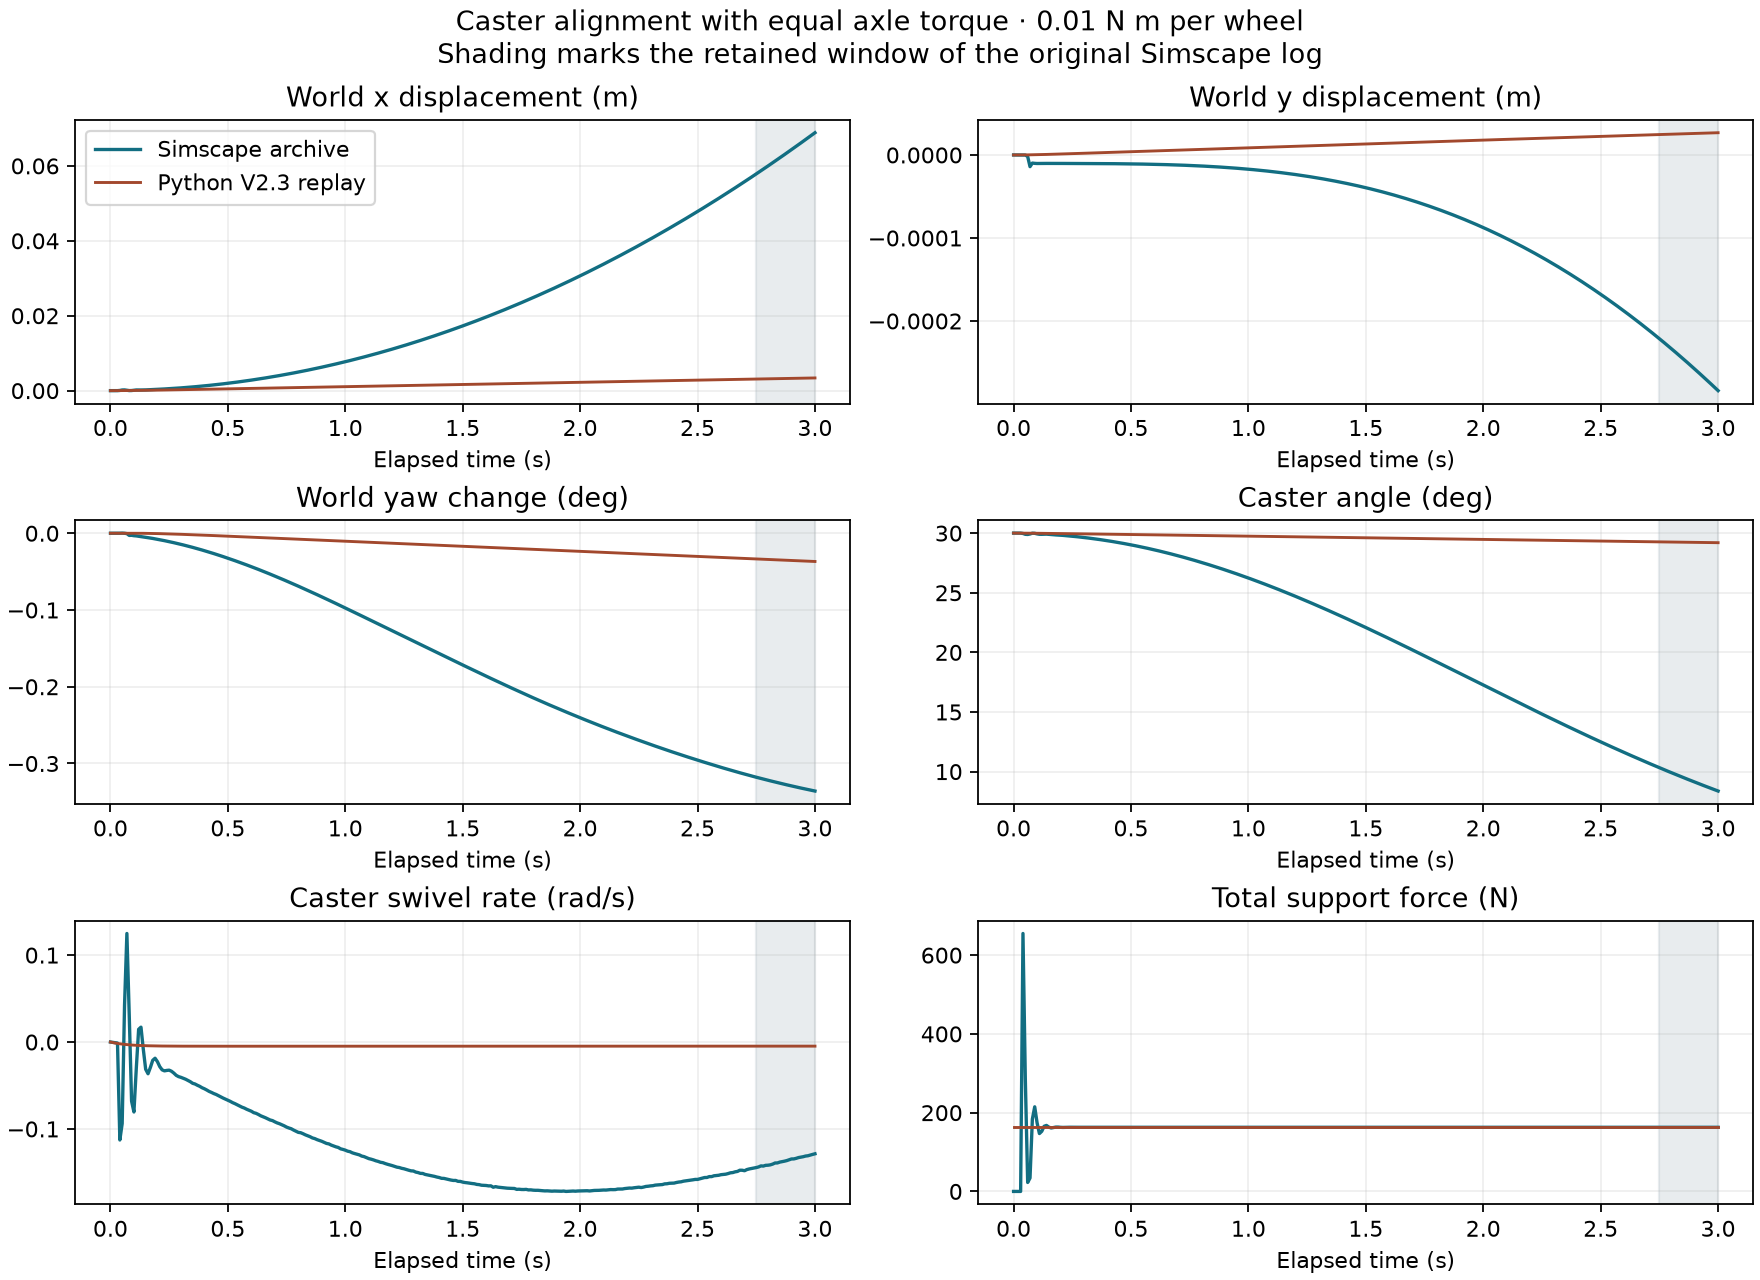 Caster alignment with equal axle torque · 0.01 N m per wheel
Shading marks the retained window of the original Simscape log
World x displacement (m)
Simscape archive
Python V2.3 replay
0.06
0.04
0.02
0.00
0.0 0.5 1.0 1.5 2.0 2.5 3.0
Elapsed time (s)
World y displacement (m)
0.0000
−0.0001
−0.0002
0.0 0.5 1.0 1.5 2.0 2.5 3.0
Elapsed time (s)
World yaw change (deg)
0.0
−0.1
−0.2
−0.3
0.0 0.5 1.0 1.5 2.0 2.5 3.0
Elapsed time (s)
Caster angle (deg)
30
25
20
15
10
0.0 0.5 1.0 1.5 2.0 2.5 3.0
Elapsed time (s)
Caster swivel rate (rad/s)
0.1
0.0
−0.1
0.0 0.5 1.0 1.5 2.0 2.5 3.0
Elapsed time (s)
Total support force (N)
600
400
200
0
0.0 0.5 1.0 1.5 2.0 2.5 3.0
Elapsed time (s)